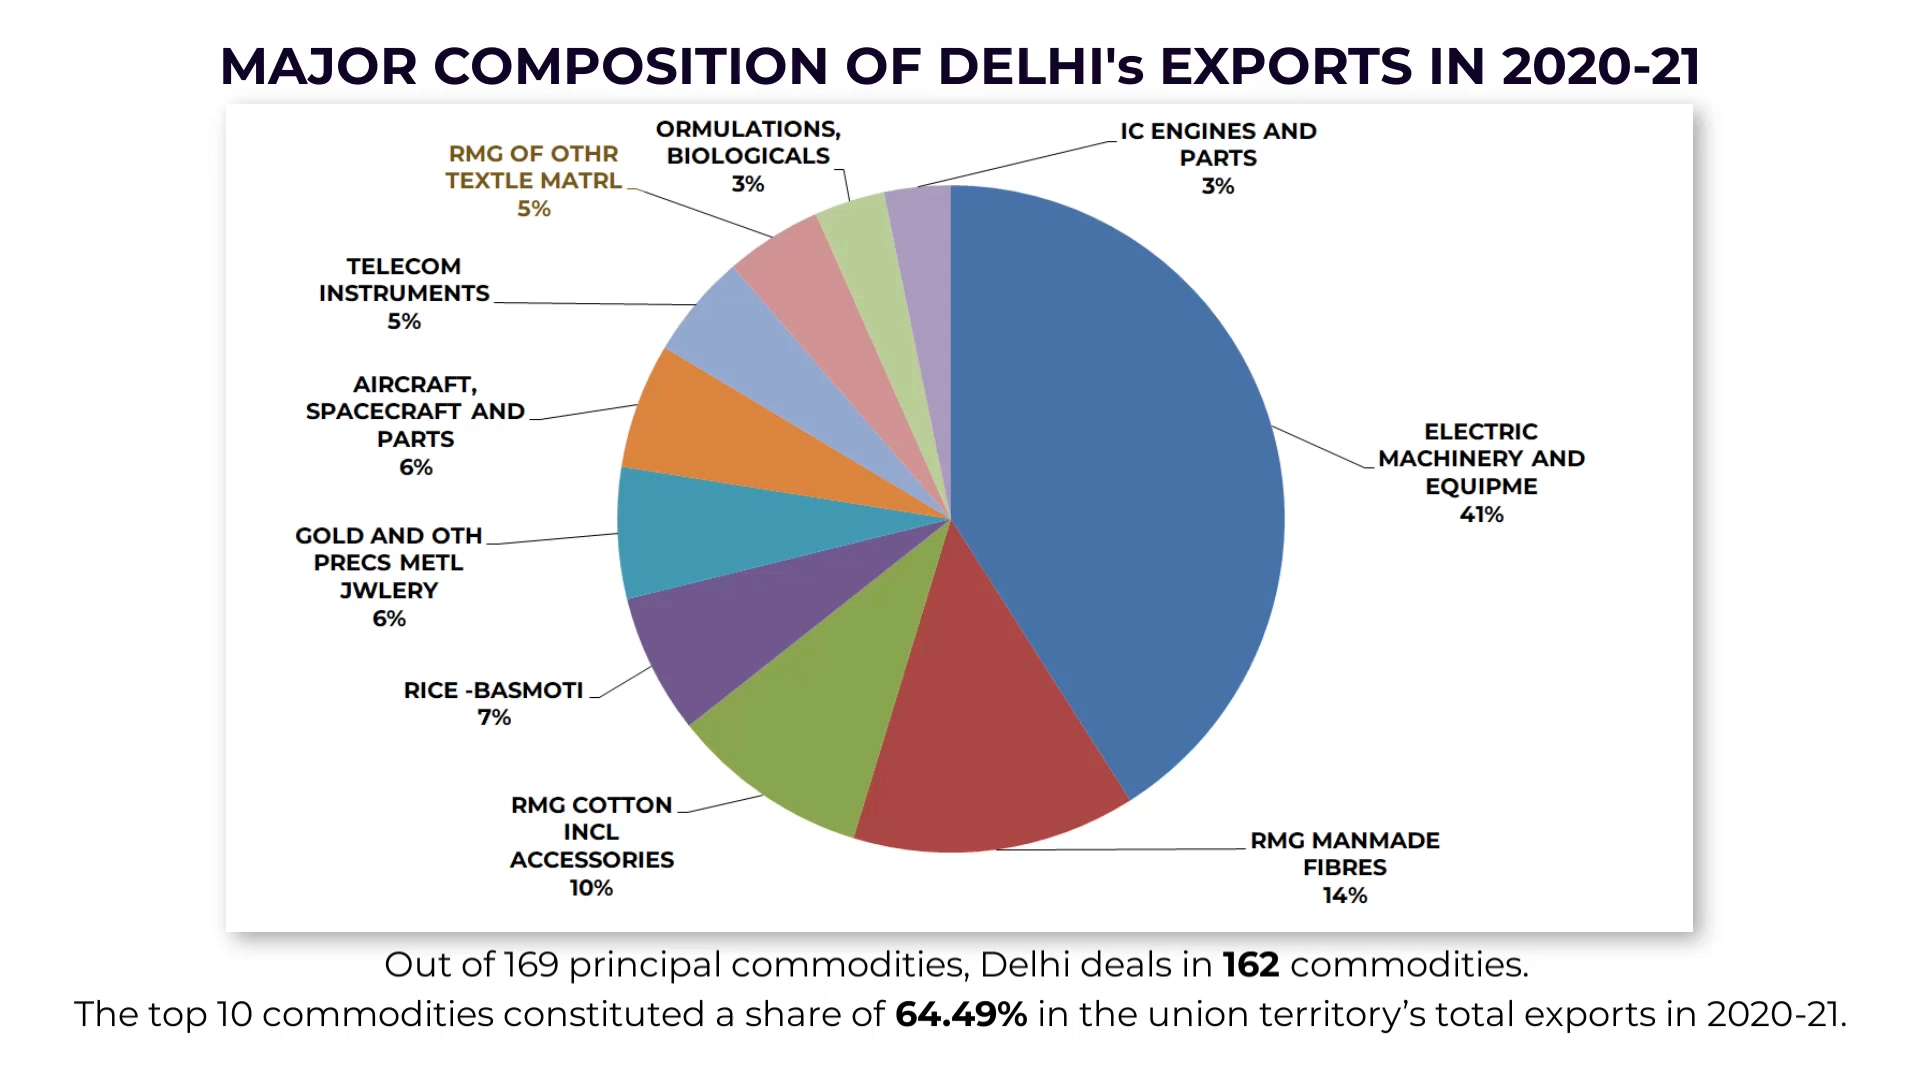 MAJOR COMPOSITION OF DELHI's EXPORTS IN 2020-21
ORMULATIONS,
BIOLOGICALS
3%
IC ENGINES AND
PARTS
3%
RMG OF OTHR
TEXTLE MATRL
5%
TELECOM
INSTRUMENTS
5%
AIRCRAFT,
SPACECRAFT AND
PARTS
6%
ELECTRIC
MACHINERY AND
EQUIPME
41%
GOLD AND OTH
PRECS METL
JWLERY
6%
RICE -BASMOTI
7%
RMG COTTON
INCL
ACCESSORIES
10%
RMG MANMADE
FIBRES
14%
Out of 169 principal commodities, Delhi deals in 162 commodities.
The top 10 commodities constituted a share of 64.49% in the union territory’s total exports in 2020-21.